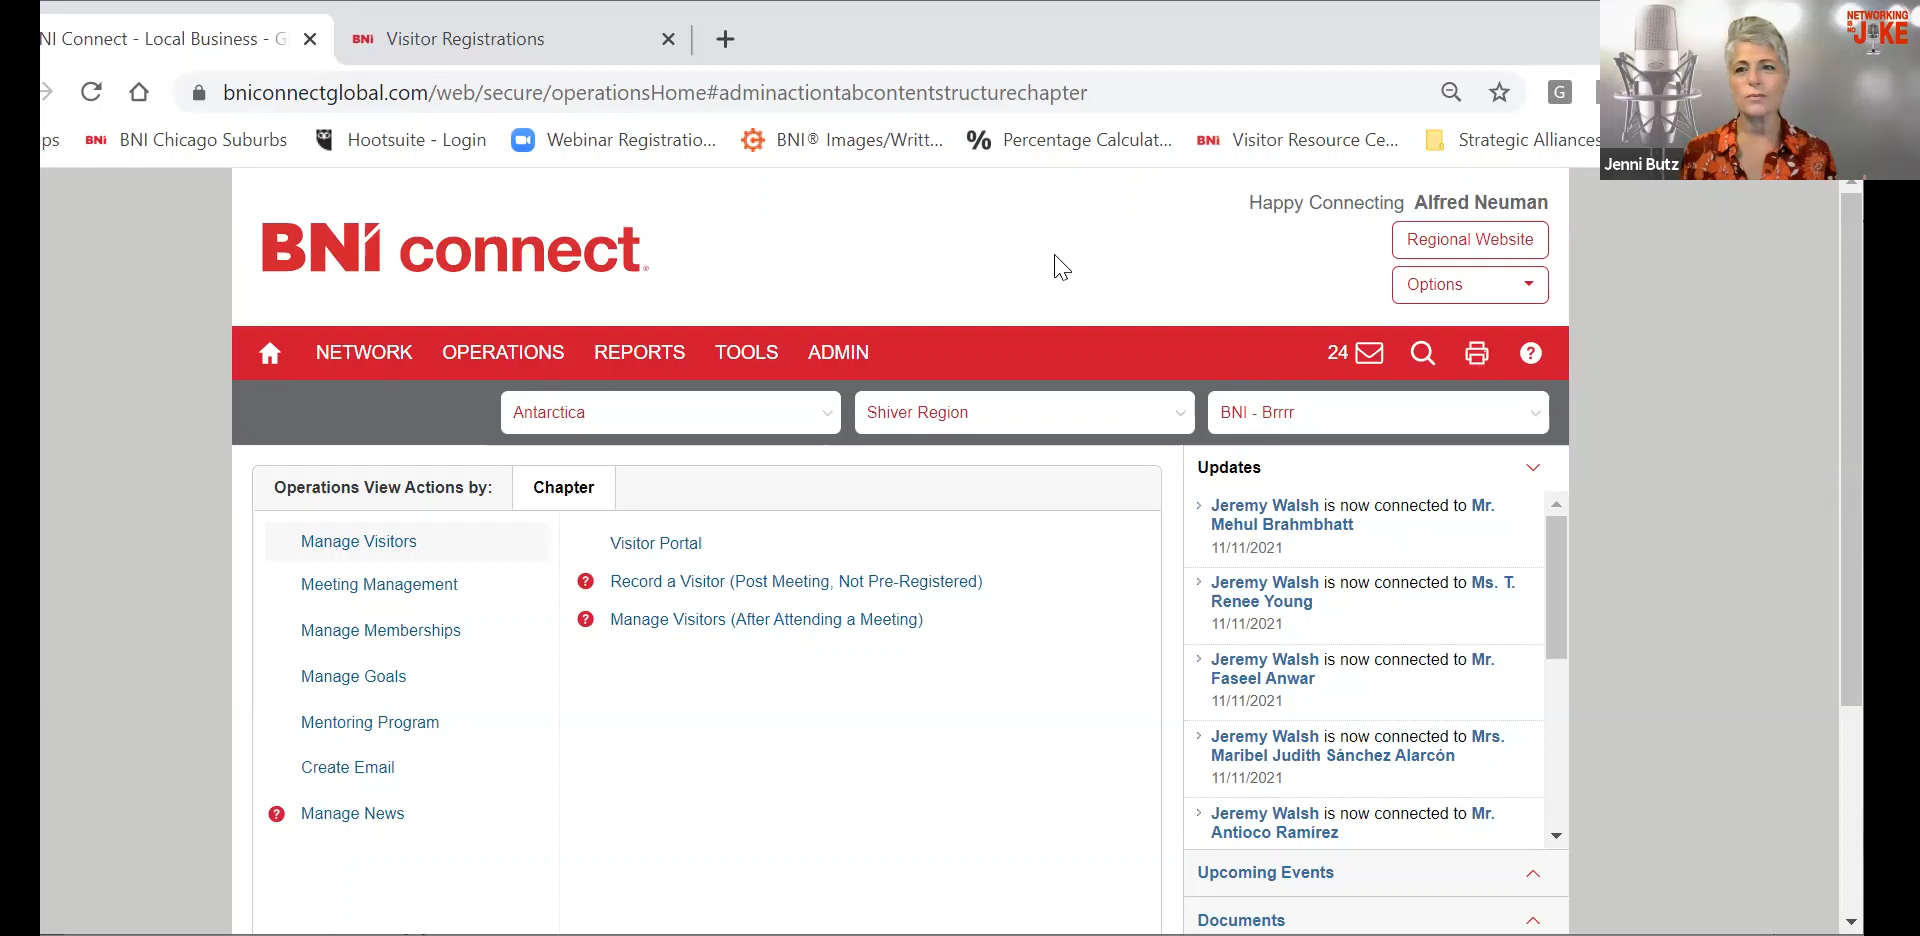 NI Connect - Local Business - G
BNI Visitor Registrations
bniconnectglobal.com/web/secure/operationsHome#adminactiontabcontentstructurechapter
G
ps
BNI BNI Chicago Suburbs
Hootsuite - Login
Webinar Registratio...
BNI® Images/Writt...
% Percentage Calculat...
BNI Visitor Resource Ce...
Strategic Alliances
NETWORKING
IS NO JOKE
Jenni Butz
Happy Connecting Alfred Neuman
BNI connect®
Regional Website
Options
NETWORK OPERATIONS REPORTS TOOLS ADMIN 24 ?
Antarctica Shiver Region BNI - Brrrr
Operations View Actions by: Chapter
Manage Visitors
Meeting Management
Manage Memberships
Manage Goals
Mentoring Program
Create Email
? Manage News
Visitor Portal
? Record a Visitor (Post Meeting, Not Pre-Registered)
? Manage Visitors (After Attending a Meeting)
Updates
Jeremy Walsh is now connected to Mr.
Mehul Brahmbhatt
11/11/2021
Jeremy Walsh is now connected to Ms. T.
Renee Young
11/11/2021
Jeremy Walsh is now connected to Mr.
Faseel Anwar
11/11/2021
Jeremy Walsh is now connected to Mrs.
Maribel Judith Sánchez Alarcón
11/11/2021
Jeremy Walsh is now connected to Mr.
Antioco Ramírez
Upcoming Events
Documents